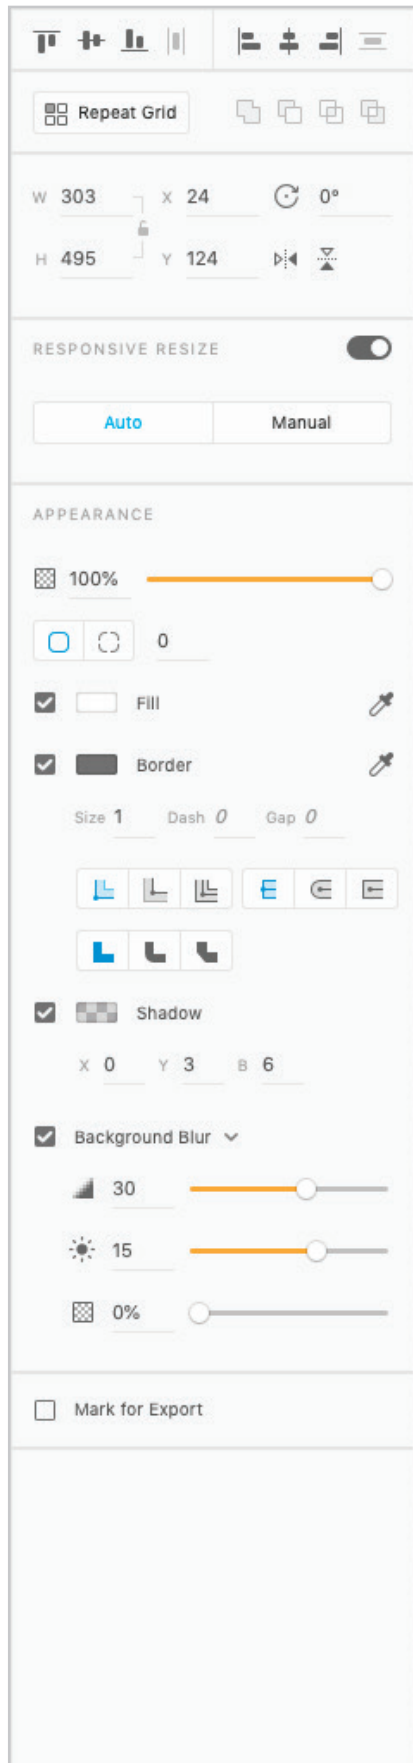 Repeat Grid
W 303 X 24 0°
H 495 Y 124
RESPONSIVE RESIZE
Auto Manual
APPEARANCE
100%
0
Fill
Border
Size 1 Dash 0 Gap 0
Shadow
X 0 Y 3 B 6
Background Blur
30
15
0%
Mark for Export